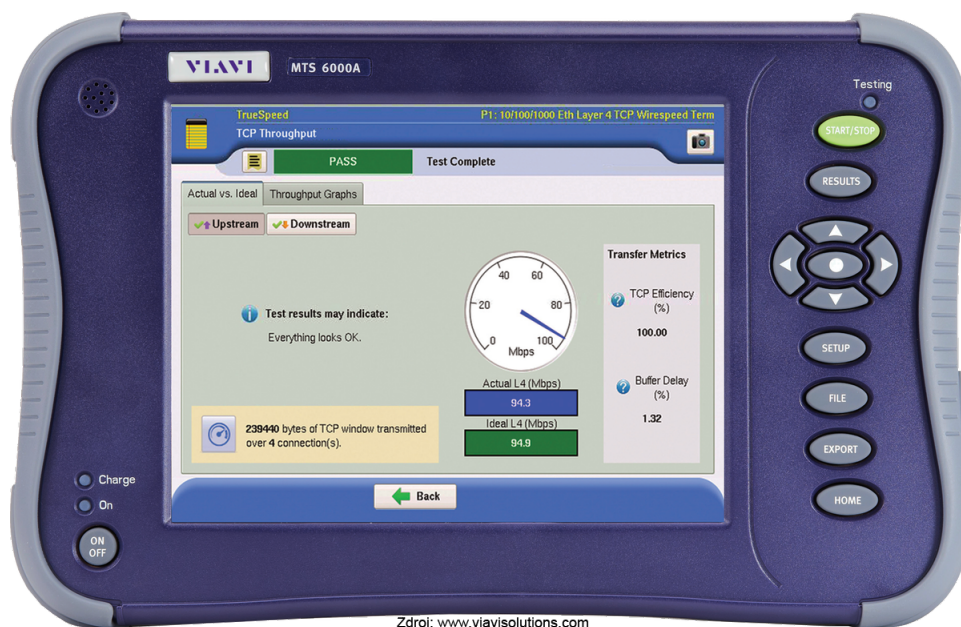 VIAVI
MTS 6000A
Testing
TrueSpeed
P1: 10/100/1000 Eth Layer 4 TCP Wirespeed Term
TCP Throughput
START/STOP
PASS
Test Complete
RESULTS
Actual vs. Ideal
Throughput Graphs
Upstream
Downstream
Transfer Metrics
40 60
20 80
0 100
Mbps
TCP Efficiency
(%)
100.00
Test results may indicate:
Everything looks OK.
SETUP
Actual L4 (Mbps)
94.3
Ideal L4 (Mbps)
94.9
Buffer Delay
(%)
1.32
FILE
239440 bytes of TCP window transmitted
over 4 connection(s).
EXPORT
Charge
On
Back
HOME
ON
OFF
Zdroj: www.viavisolutions.com